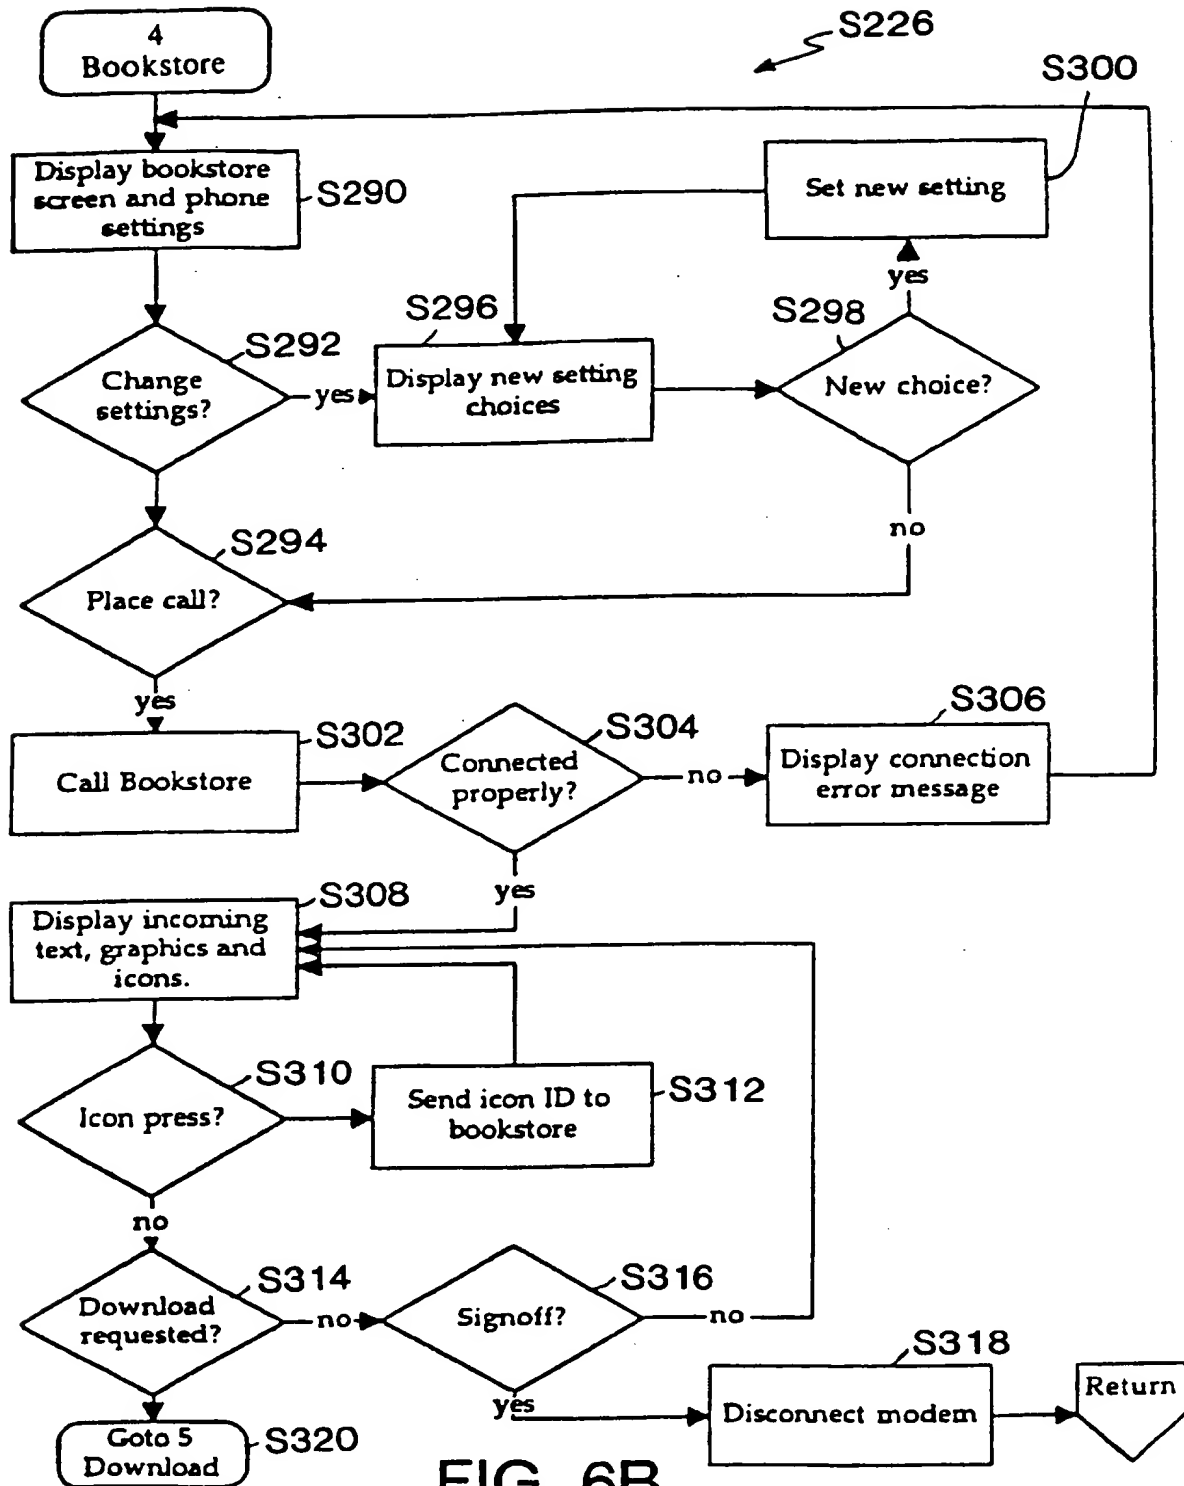 4
Bookstore
S226
S300
Display bookstore
screen and phone
settings
S290
Set new setting
yes
S296
S298
S292
Change
settings?
yes
Display new setting
choices
New choice?
no
S294
Place call?
yes
S302
Call Bookstore
S304
Connected
properly?
no
S306
Display connection
error message
yes
S308
Display incoming
text, graphics and
icons.
S310
Icon press?
Send icon ID to
bookstore
S312
no
S314
Download
requested?
no
S316
Signoff?
no
S318
yes
Disconnect modem
Return
Goto 5
Download
S320
FIG. 6B